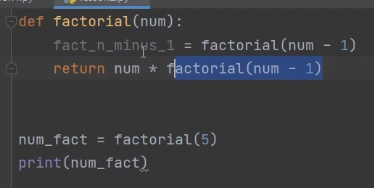 def factorial(num):
    fact_n_minus_1 = factorial(num - 1)
    return num * factorial(num - 1)
num_fact = factorial(5)
print(num_fact)